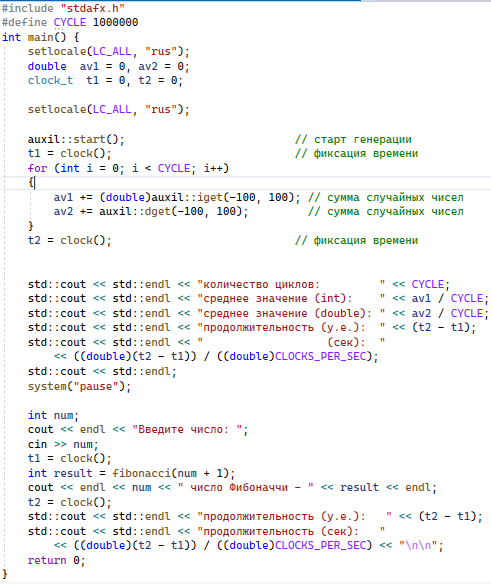 #include "stdafx.h"
#define CYCLE 1000000
int main() {
    setlocale(LC_ALL, "rus");
    double  av1 = 0, av2 = 0;
    clock_t  t1 = 0, t2 = 0;

    setlocale(LC_ALL, "rus");

    auxil::start();                          // старт генерации
    t1 = clock();                            // фиксация времени
    for (int i = 0; i < CYCLE; i++)
    {
        av1 += (double)auxil::iget(-100, 100); // сумма случайных чисел
        av2 += auxil::dget(-100, 100);         // сумма случайных чисел
    }
    t2 = clock();                            // фиксация времени


    std::cout << std::endl << "количество циклов:         " << CYCLE;
    std::cout << std::endl << "среднее значение (int):    " << av1 / CYCLE;
    std::cout << std::endl << "среднее значение (double): " << av2 / CYCLE;
    std::cout << std::endl << "продолжительность (у.е.):  " << (t2 - t1);
    std::cout << std::endl << "                   (сек):  "
        << ((double)(t2 - t1)) / ((double)CLOCKS_PER_SEC);
    std::cout << std::endl;
    system("pause");

    int num;
    cout << endl << "Введите число: ";
    cin >> num;
    t1 = clock();
    int result = fibonacci(num + 1);
    cout << endl << num << " число Фибоначчи - " << result << endl;
    t2 = clock();
    std::cout << std::endl << "продолжительность (у.е.):   " << (t2 - t1);
    std::cout << std::endl << "продолжительность (сек):   "
        << ((double)(t2 - t1)) / ((double)CLOCKS_PER_SEC) << "\n\n";
    return 0;
}